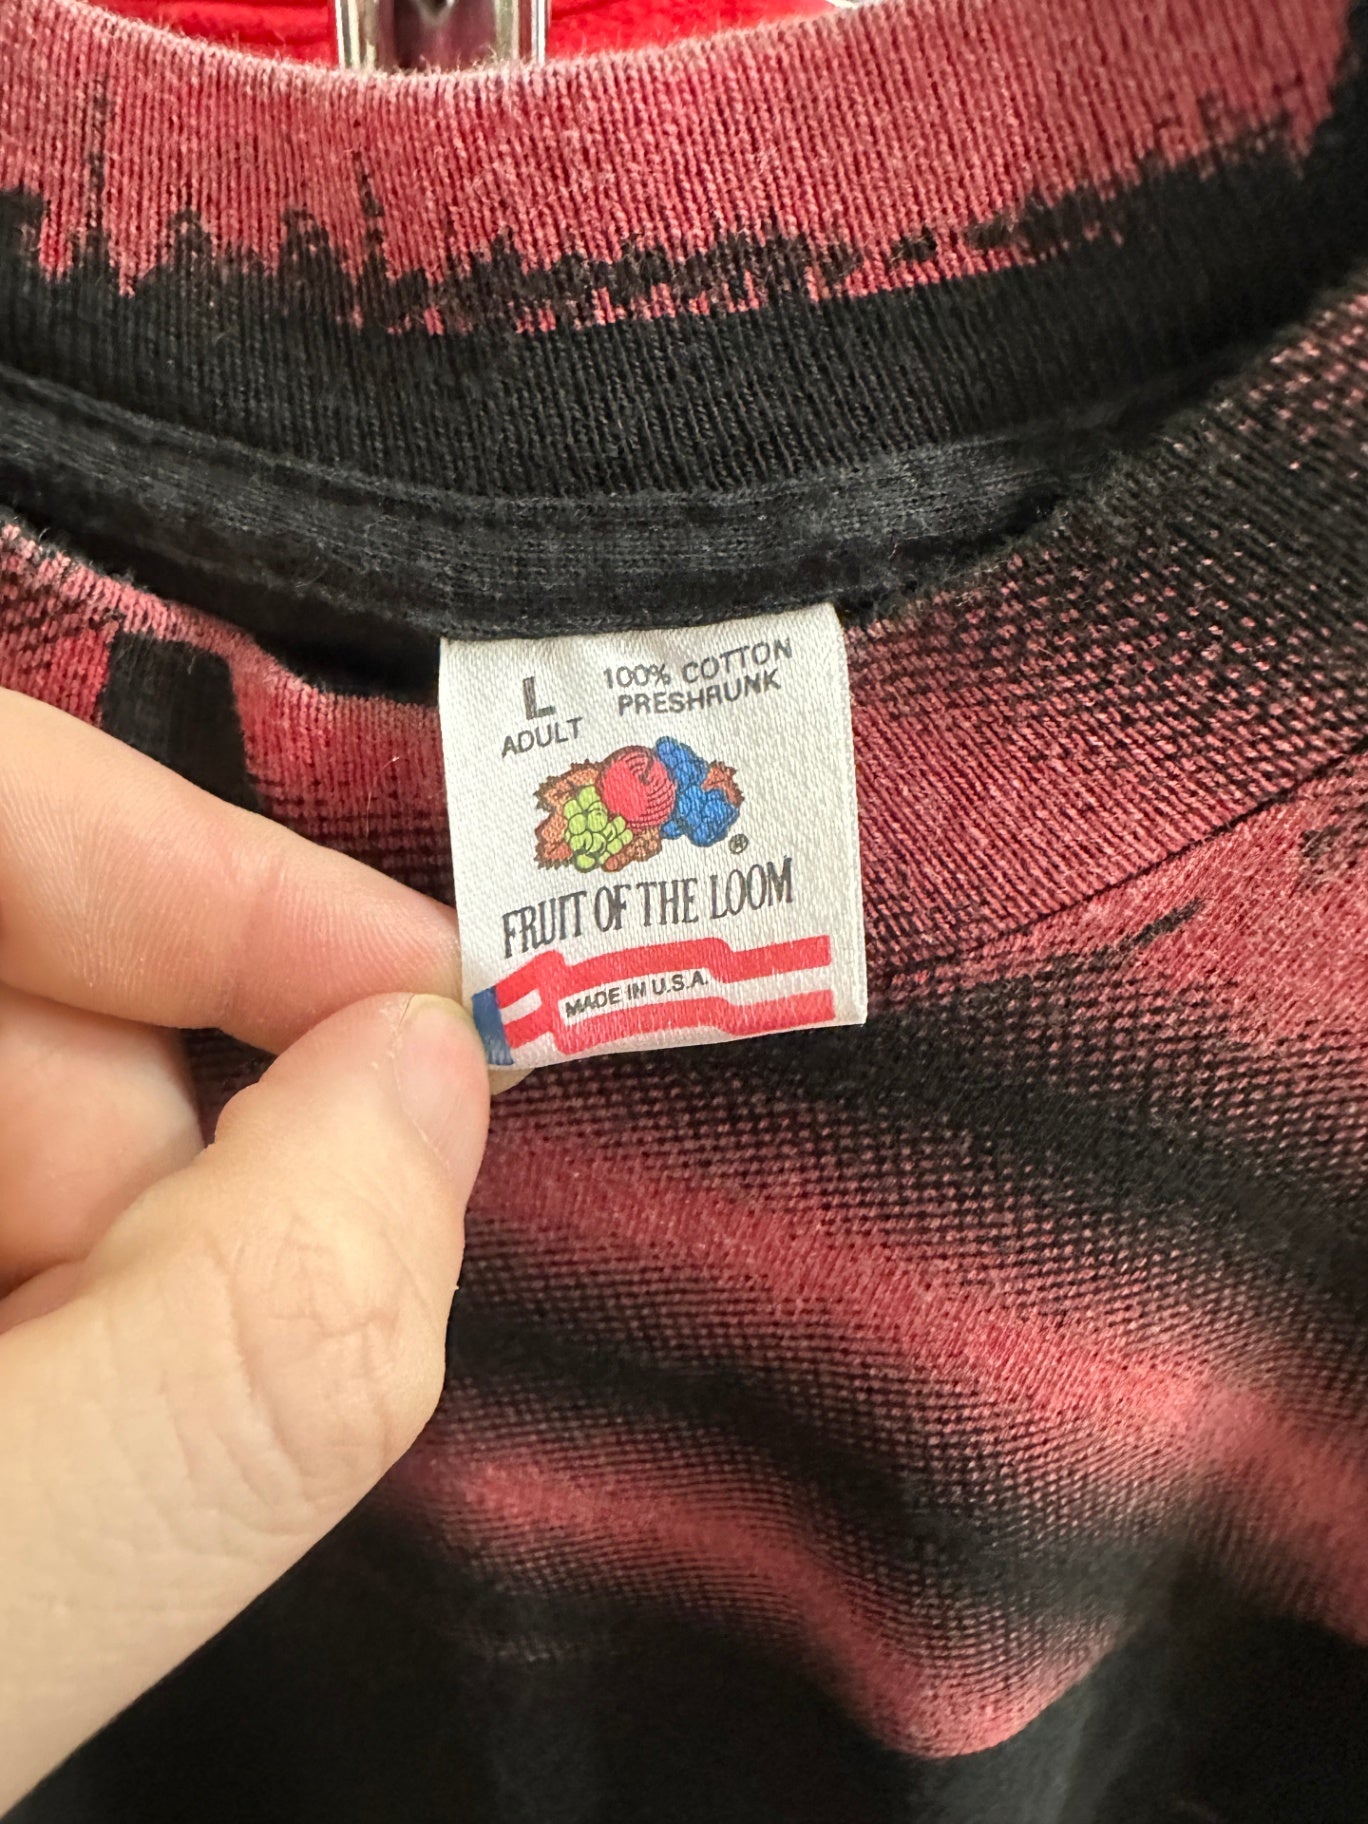 L
ADULT
100% COTTON
PRESHRUNK
®
FRUIT OF THE LOOM
MADE IN U.S.A.